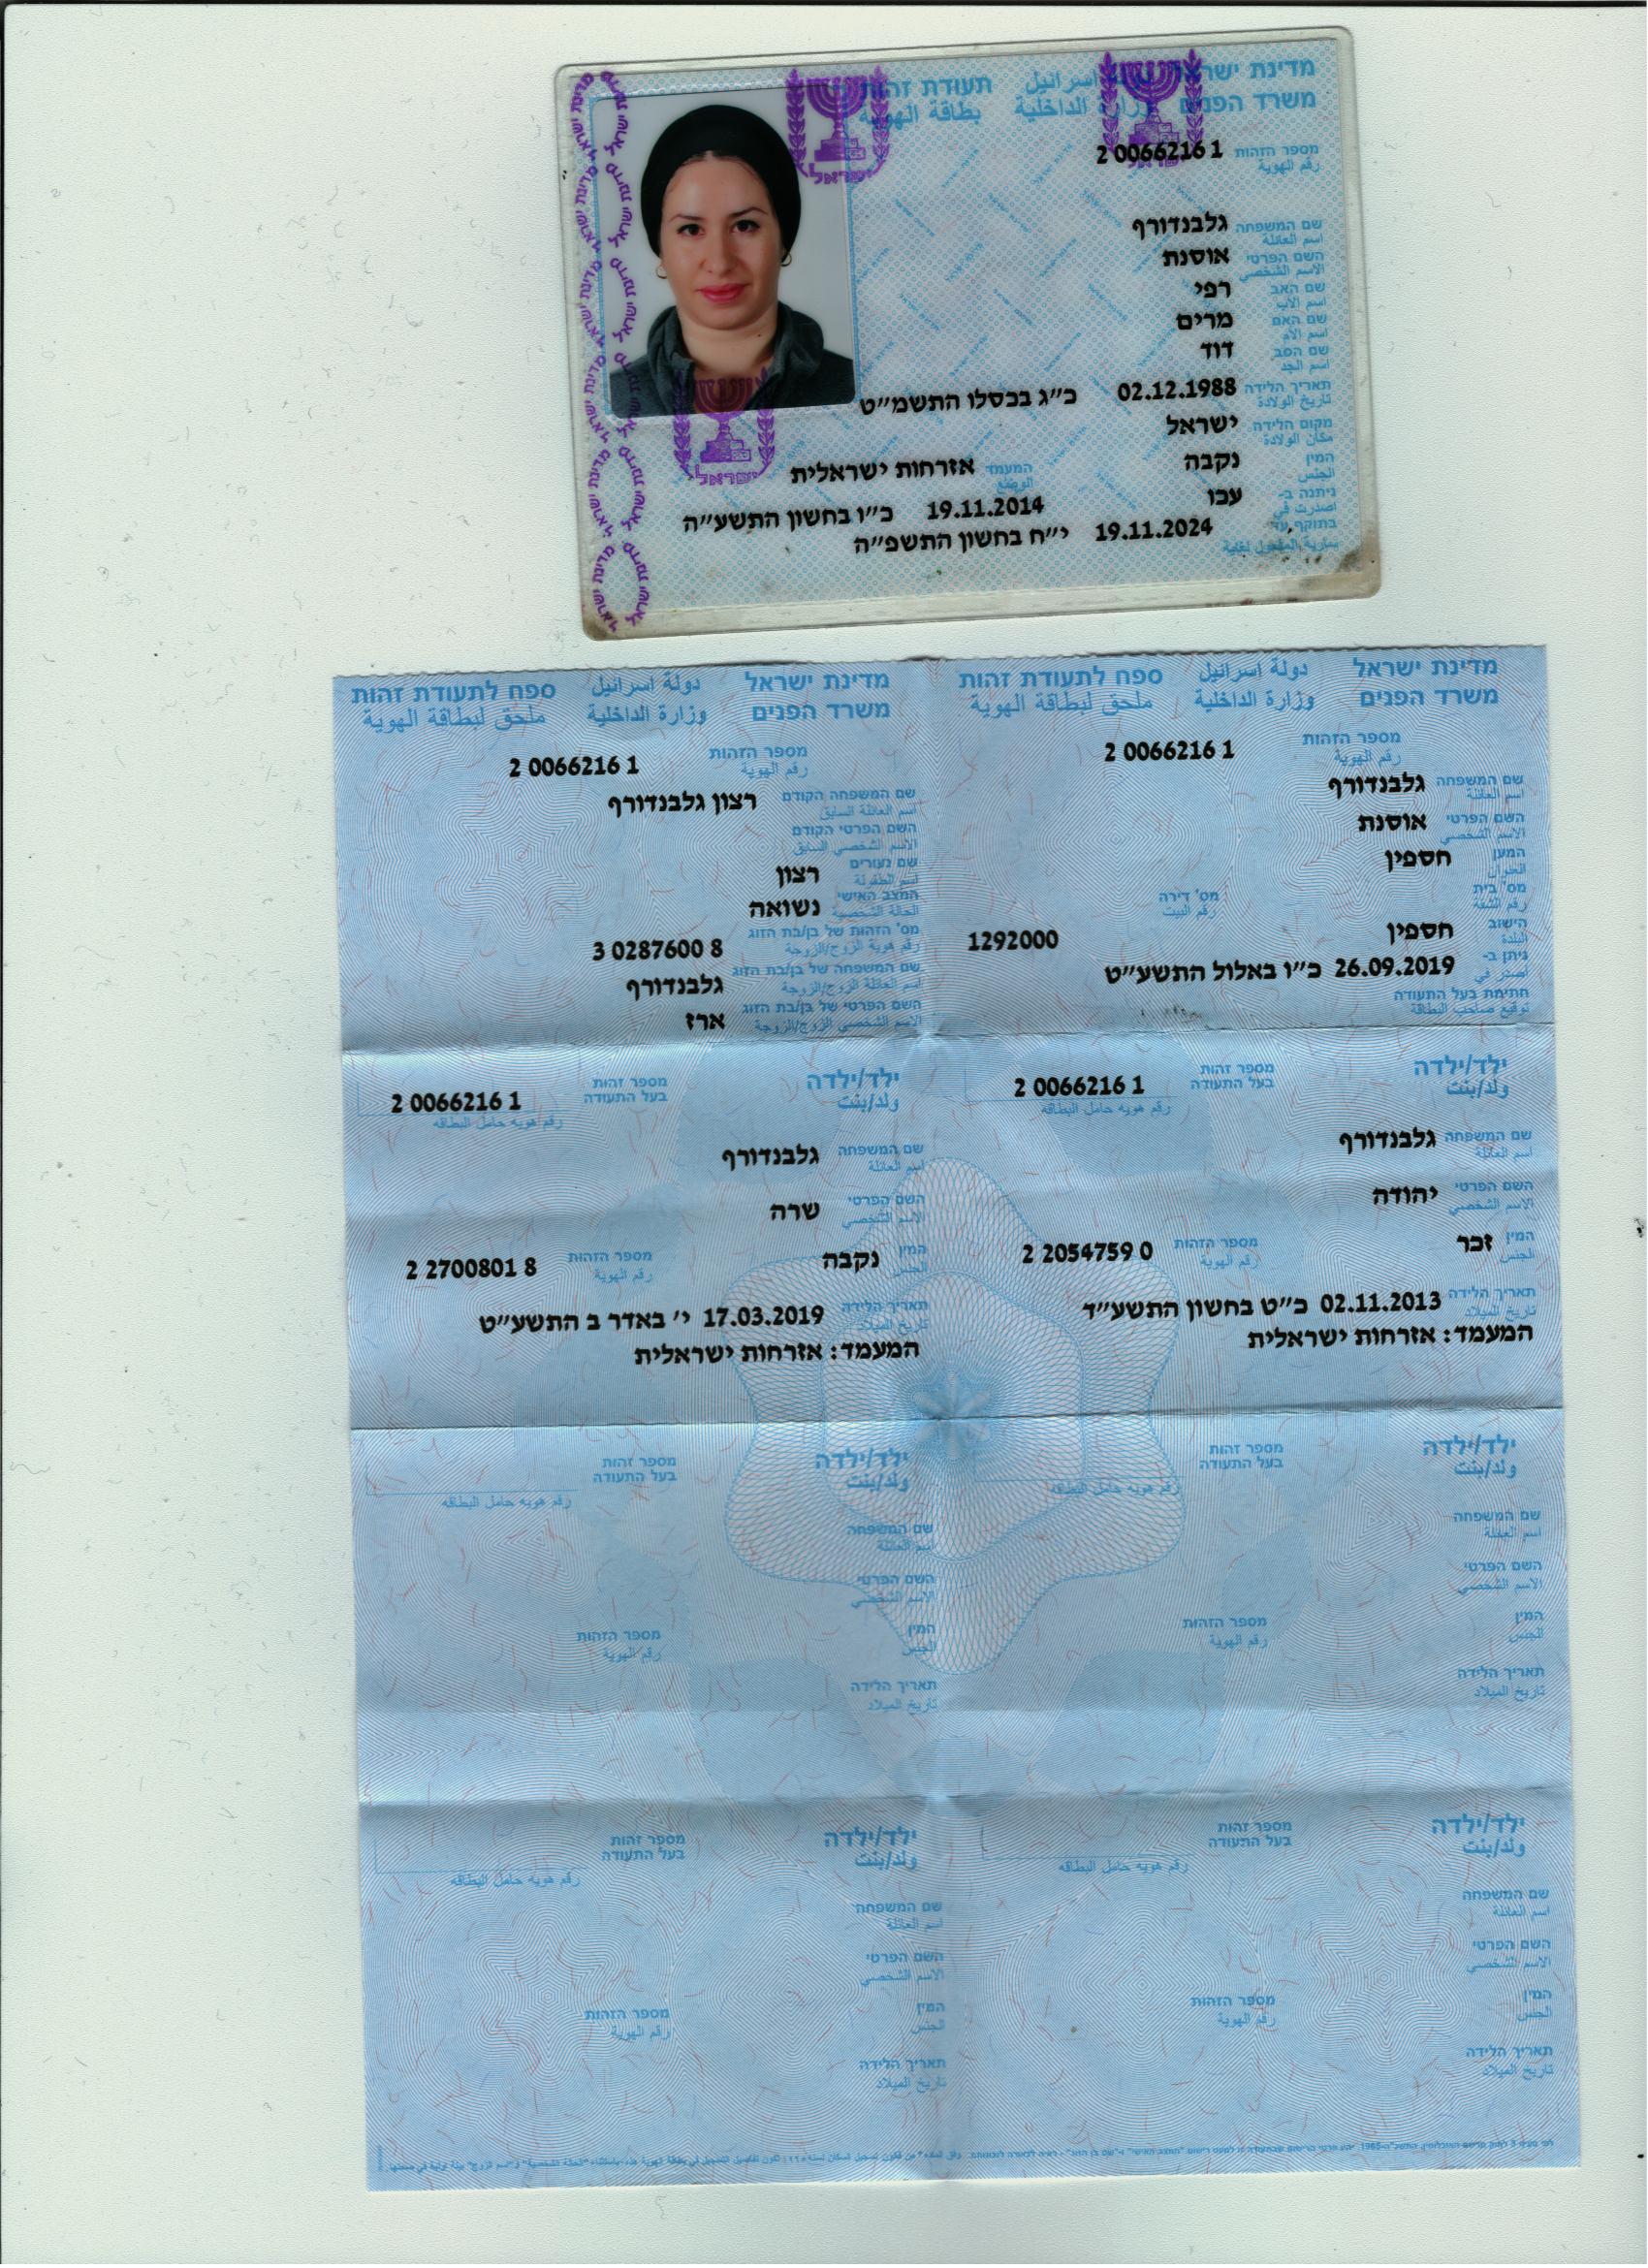 מדינת ישראל
משרד הפנים
دولة اسرائيل
وزارة الداخلية
תעודת זהות
بطاقة الهوية
ישראל
ישראל
ישראל
מספר הזהות 2 0066216 1
رقم الهوية
שם המשפחה גלבנדורף
اسم العائلة
השם הפרטי אוסנת
الاسم الشخصي
שם האב רפי
اسم الاب
שם האם מרים
اسم الام
שם הסב דוד
اسم الجد
תאריך הלידה 02.12.1988 כ"ג בכסלו התשמ"ט
تاريخ الولادة
מקום הלידה ישראל
مكان الولادة
המין נקבה המעמד אזרחות ישראלית
الجنس الوضع
ניתנה ב- עכו 19.11.2014 כ"ו בחשון התשע"ה
اصدرت في
בתוקף עד 19.11.2024 י"ח בחשון התשפ"ה
سارية المفعول لغاية
מדינת ישראל دولة اسرائيل ספח לתעודת זהות
משרד הפנים وزارة الداخلية ملحق لبطاقة الهوية
מספר הזהות 2 0066216 1
رقم الهوية
שם המשפחה גלבנדורף
اسم العائلة
השם הפרטי אוסנת
الاسم الشخصي
המען חספין
العنوان
מס' בית מס' דירה
رقم الشقة رقم البيت
הישוב חספין 1292000
البلدة
ניתן ב- 26.09.2019 כ"ו באלול התשע"ט
أصدر في
חתימת בעל התעודה
توقيع صاحب البطاقة
מדינת ישראל دولة اسرائيل ספח לתעודת זהות
משרד הפנים وزارة الداخلية ملحق لبطاقة الهوية
מספר הזהות 2 0066216 1
رقم الهوية
שם המשפחה הקודם רצון גלבנדורף
اسم العائلة السابق
השם הפרטי הקודם
الاسم الشخصي السابق
שם נעורים רצון
اسم الطفولة
המצב האישי נשואה
الحالة الشخصية
מס' הזהות של בן/בת הזוג 3 0287600 8
رقم هوية الزوج/الزوجة
שם המשפחה של בן/בת הזוג גלבנדורף
اسم العائلة الزوج/الزوجة
השם הפרטי של בן/בת הזוג ארז
الاسم الشخصي الزوج/الزوجة
ילד/ילדה מספר זהות 2 0066216 1
ولد/بنت בעל התעודה
رقم هويه حامل البطاقه
שם המשפחה גלבנדורף
اسم العائلة
השם הפרטי יהודה
الاسم الشخصي
המין זכר מספר הזהות 2 2054759 0
الجنس رقم الهوية
תאריך הלידה 02.11.2013 כ"ט בחשון התשע"ד
تاريخ الميلاد
המעמד: אזרחות ישראלית
ילד/ילדה מספר זהות 2 0066216 1
ولد/بنت בעל התעודה
رقم هويه حامل البطاقه
שם המשפחה גלבנדורף
اسم العائلة
השם הפרטי שרה
الاسم الشخصي
המין נקבה מספר הזהות 2 2700801 8
الجنس رقم الهوية
תאריך הלידה 17.03.2019 י' באדר ב התשע"ט
تاريخ الميلاد
המעמד: אזרחות ישראלית
ילד/ילדה מספר זהות
ولد/بنت בעל התעודה
رقم هويه حامل البطاقه
שם המשפחה
اسم العائلة
השם הפרטי
الاسم الشخصي
המין מספר הזהות
الجنس رقم الهوية
תאריך הלידה
تاريخ الميلاد
ילד/ילדה מספר זהות
ولد/بنت בעל התעודה
رقم هويه حامل البطاقه
שם המשפחה
اسم العائلة
השם הפרטי
الاسم الشخصي
המין מספר הזהות
الجنس رقم الهوية
תאריך הלידה
تاريخ الميلاد
ילד/ילדה מספר זהות
ولد/بنت בעל התעודה
رقم هويه حامل البطاقه
שם המשפחה
اسم العائلة
השם הפרטי
الاسم الشخصي
המין מספר הזהות
الجنس رقم الهوية
תאריך הלידה
تاريخ الميلاد
ילד/ילדה מספר זהות
ولد/بنت בעל התעודה
رقم هويه حامل البطاقه
שם המשפחה
اسم العائلة
השם הפרטי
الاسم الشخصي
המין מספר הזהות
الجنس رقم الهوية
תאריך הלידה
تاريخ الميلاد